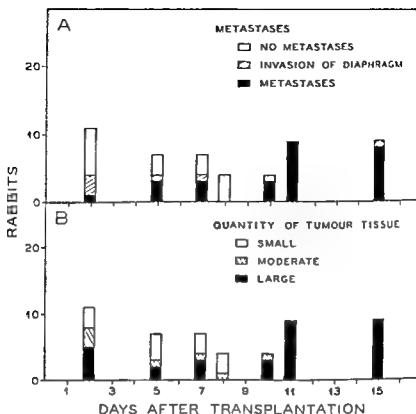 A
METASTASES
NO METASTASES
INVASION OF DIAPHRAGM
METASTASES
20
10
0
RABBITS
B
QUANTITY OF TUMOUR TISSUE
SMALL
MODERATE
LARGE
20
10
0
1 3 5 7 9 11 13 15
DAYS AFTER TRANSPLANTATION